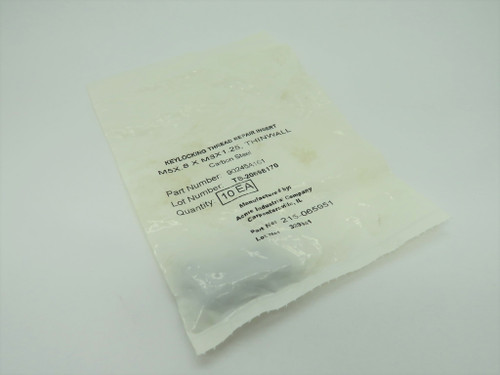 KEYLOCKING THREAD REPAIR INSERT
M5X.8 X M8X1.25, THINWALL
Carbon Steel
Part Number: 90245A161
Lot Number:
Quantity: 10 EA
Manufactured by:
Acme Industrial Company
Carpentersville, IL
Part No: 215.065951
Lot No: